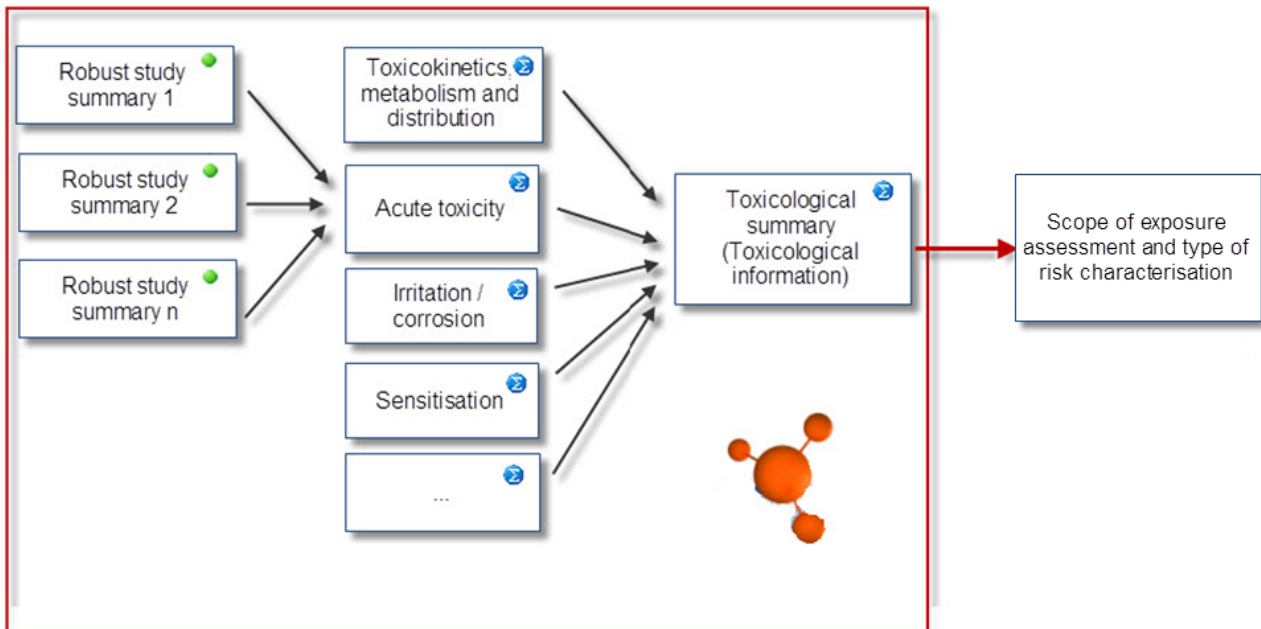 Robust study
summary 1
Robust study
summary 2
Robust study
summary n
Toxicokinetics,
metabolism and
distribution
Σ
Acute toxicity
Σ
Irritation /
corrosion
Σ
Sensitisation
Σ
...
Σ
Toxicological
summary
(Toxicological
information)
Σ
Scope of exposure
assessment and type of
risk characterisation